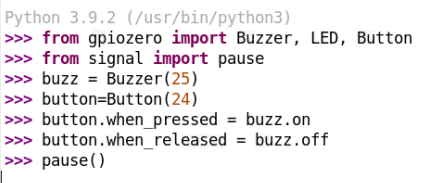 Python 3.9.2 (/usr/bin/python3)
>>> from gpiozero import Buzzer, LED, Button
>>> from signal import pause
>>> buzz = Buzzer(25)
>>> button=Button(24)
>>> button.when_pressed = buzz.on
>>> button.when_released = buzz.off
>>> pause()